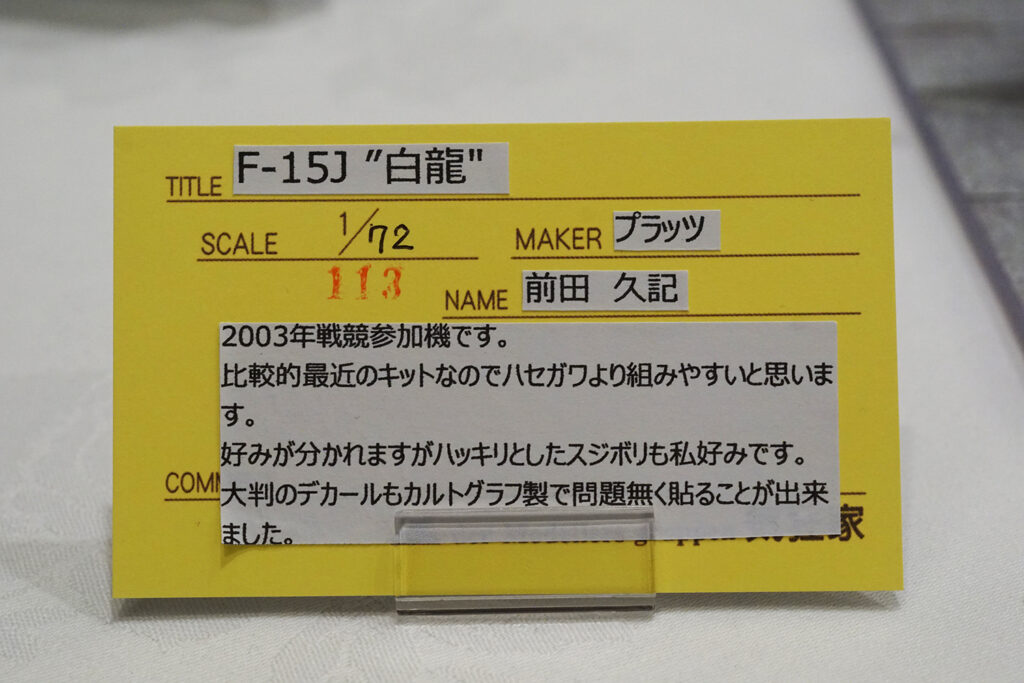 TITLE F-15J "白龍"
SCALE 1/72 MAKER プラッツ
113
NAME 前田 久記
2003年戦競参加機です。
比較的最近のキットなのでハセガワより組みやすいと思いま
す。
好みが分かれますがハッキリとしたスジボリも私好みです。
大判のデカールもカルトグラフ製で問題無く貼ることが出来
ました。